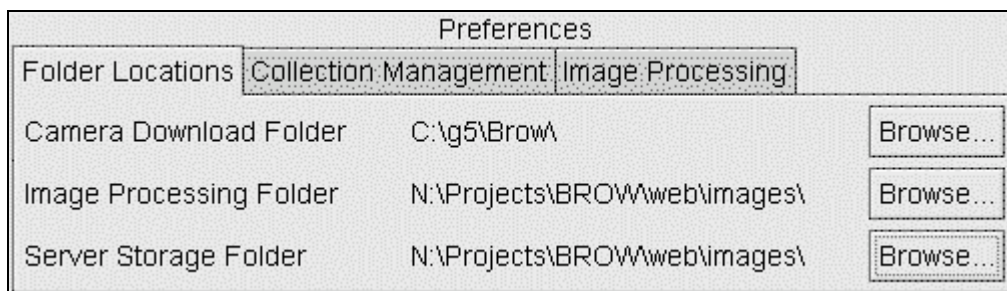 Preferences
Folder Locations Collection Management Image Processing
Camera Download Folder C:\g5\Brow\ Browse...
Image Processing Folder N:\Projects\BROW\web\images\ Browse...
Server Storage Folder N:\Projects\BROW\web\images\ Browse...